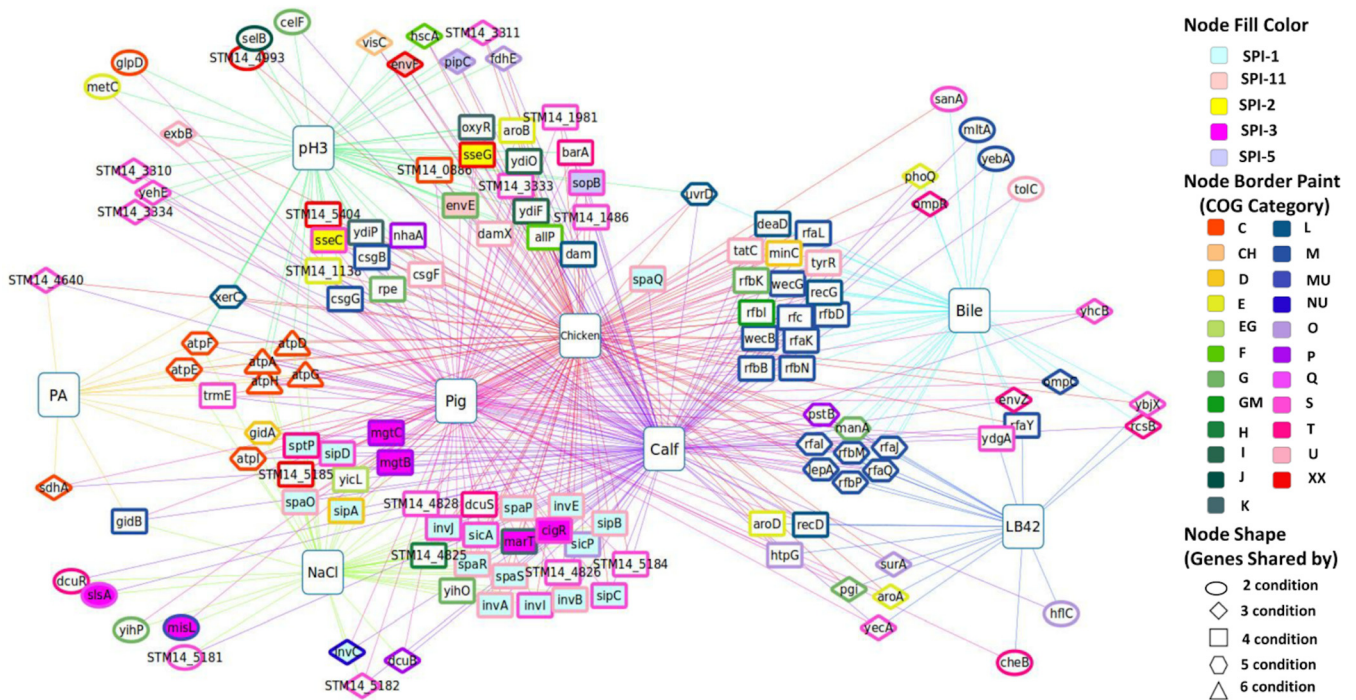 celF
selB
STM14_4993
glpD
metC
exbB
STM14_3310
yehE
STM14_3334
STM14_4640
visC
hscA
STM14_3311
envF
pipC
fdhE
pH3
oxyR
aroB
STM14_1981
sseG
ydiO
barA
STM14_0886
STM14_3333
sopB
envE
ydiF
STM14_1486
damX
allP
dam
STM14_5404
sseC
ydiP
nhaA
csgB
STM14_1138
rpe
csgF
csgG
uvrD
spaQ
sanA
mltA
yebA
tolC
phoQ
ompR
deaD
rfaL
tatC
minC
tyrR
rfbK
wecG
recG
rfbI
rfc
rfbD
wecB
rfaK
rfbB
rfbN
Bile
yhcB
ompC
envZ
ybjX
rcsB
rfaY
ydgA
xerC
atpF
atpD
atpE
atpA
atpH
atpG
trmE
PA
Pig
Chicken
Calf
gidA
atpI
sdhA
gidB
mgtC
mgtB
sptP
sipD
STM14_5185
yicL
spaO
sipA
pstB
manA
rfaI
rfbM
rfaJ
lepA
rfaQ
rfbP
LB42
aroD
recD
htpG
surA
pgi
aroA
yecA
hflC
cheB
STM14_4828
dcuS
spaP
invE
invJ
sicA
cigR
sipB
marT
sicP
STM14_4825
spaR
spaS
STM14_4826
STM14_5184
yihO
invA
invI
invB
sipC
NaCl
dcuR
slsA
yihP
misL
STM14_5181
invC
dcuB
STM14_5182
Node Fill Color
SPI-1
SPI-11
SPI-2
SPI-3
SPI-5
Node Border Paint
(COG Category)
C
L
CH
M
D
MU
E
NU
EG
O
F
P
G
Q
GM
S
H
T
I
U
J
XX
K
Node Shape
(Genes Shared by)
2 condition
3 condition
4 condition
5 condition
6 condition